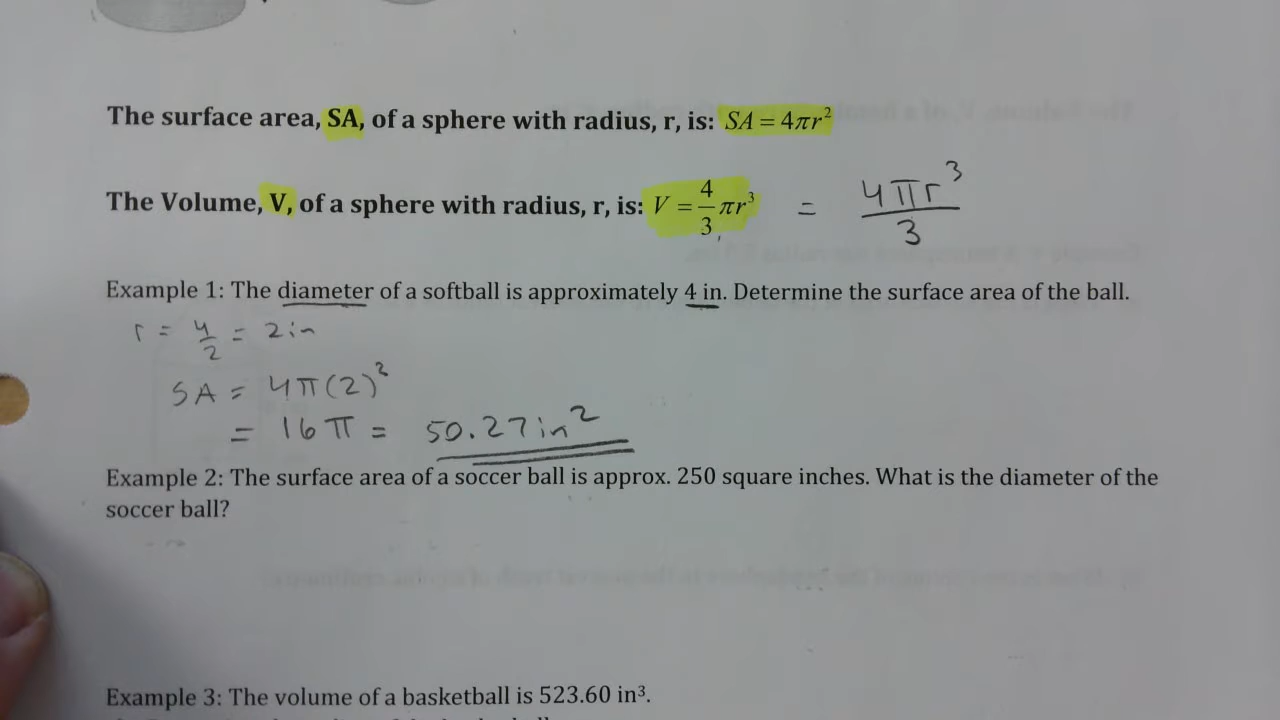 The surface area, SA, of a sphere with radius, r, is: SA = 4πr²
The Volume, V, of a sphere with radius, r, is: V = 4/3 πr³ = 4πr³/3
Example 1: The diameter of a softball is approximately 4 in. Determine the surface area of the ball.
r = 4/2 = 2in
SA = 4π(2)²
= 16π = 50.27in²
Example 2: The surface area of a soccer ball is approx. 250 square inches. What is the diameter of the
soccer ball?
Example 3: The volume of a basketball is 523.60 in³.